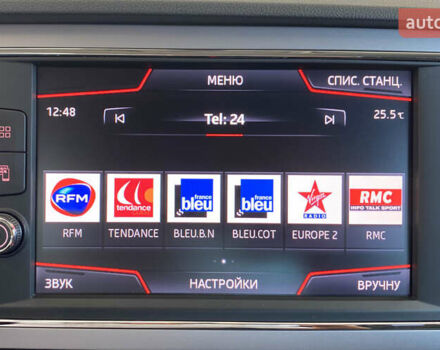 auto
МЕНЮ
СПИС. СТАНЦ.
12:48
Tel: 24
25.5°C
RFM
tendance
france bleu
france bleu
Virgin RADIO
RMC INFO TALK SPORT
RFM
TENDANCE
BLEU.B.N
BLEU.COT
EUROPE 2
RMC
ЗВУК
НАСТРОЙКИ
ВРУЧНУ